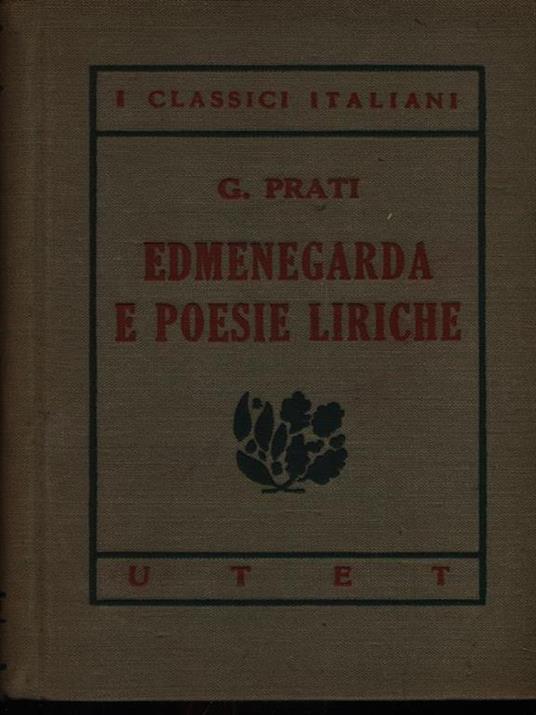 I CLASSICI ITALIANI
G. PRATI
EDMENEGARDA
E POESIE LIRICHE
U T E T